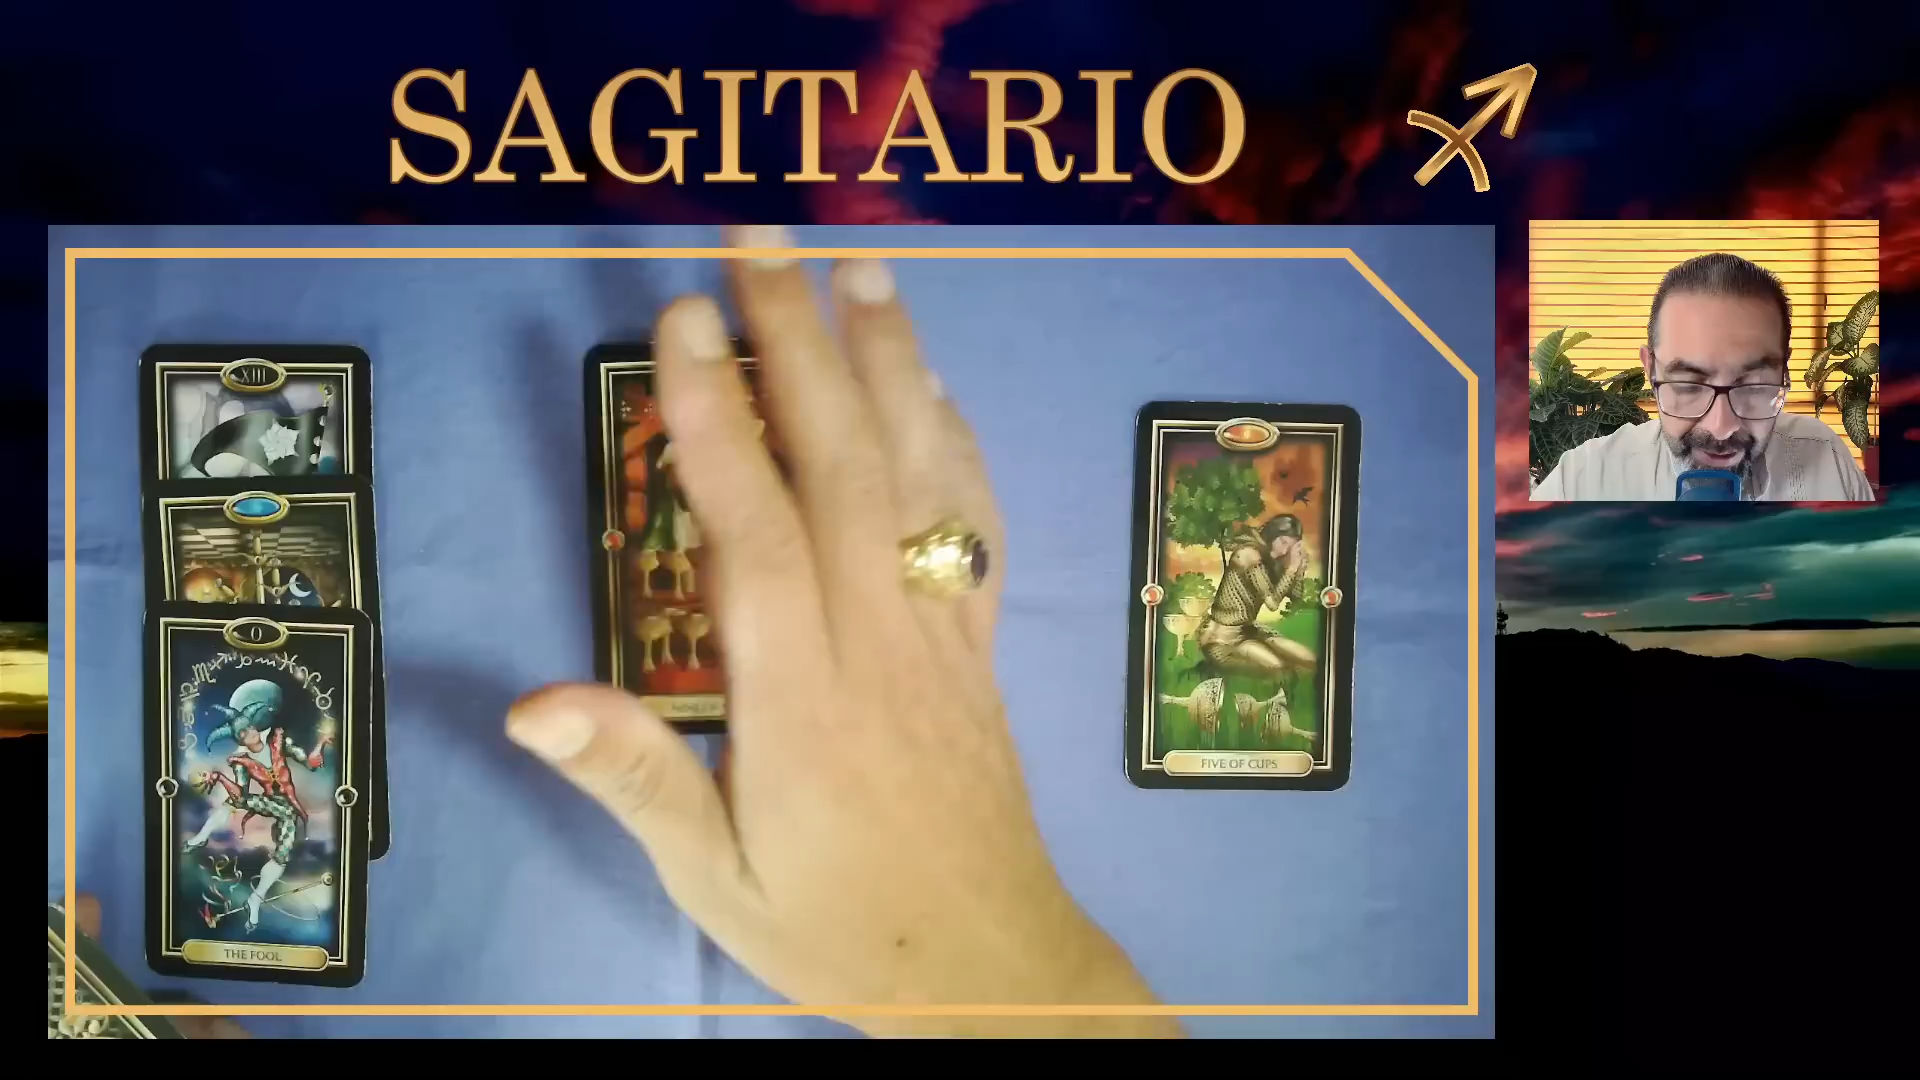 SAGITARIO
XIII
0
THE FOOL
FIVE OF CUPS